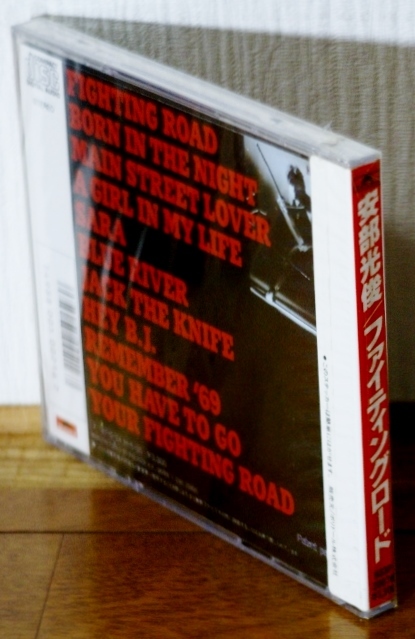 FIGHTING ROAD
BORN IN THE NIGHT
MAIN STREET LOVER
A GIRL IN MY LIFE
SARA
BLUE RIVER
JACK THE KNIFE
HEY B.J.
REMEMBER '69
YOU HAVE TO GO
YOUR FIGHTING ROAD
安部光俊/ファイティングロード